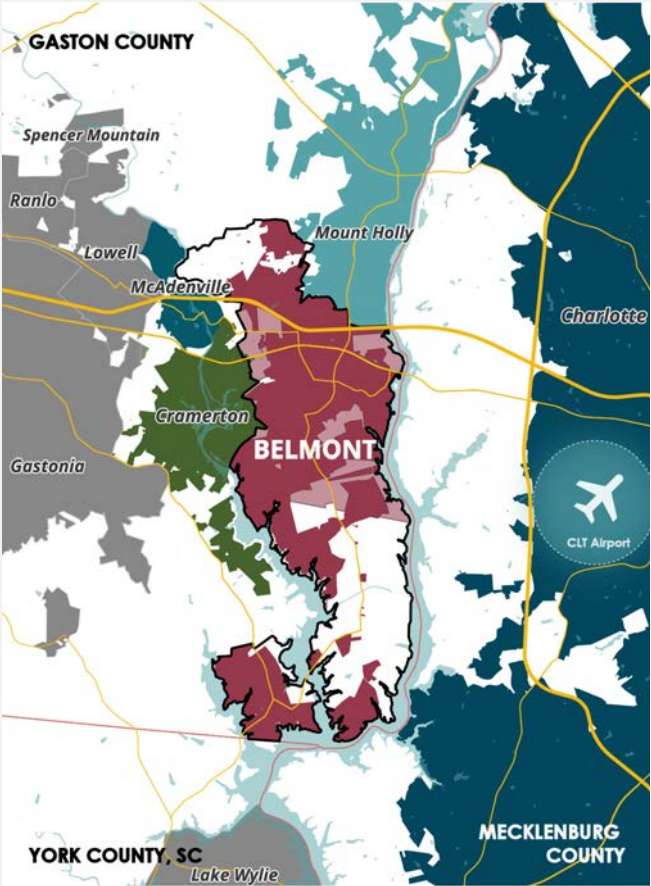 GASTON COUNTY
Spencer Mountain
Ranlo
Mount Holly
Lowell
McAdenville
Charlotte
Cramerton
BELMONT
Gastonia
CLT Airport
MECKLENBURG
COUNTY
YORK COUNTY, SC
Lake Wylie